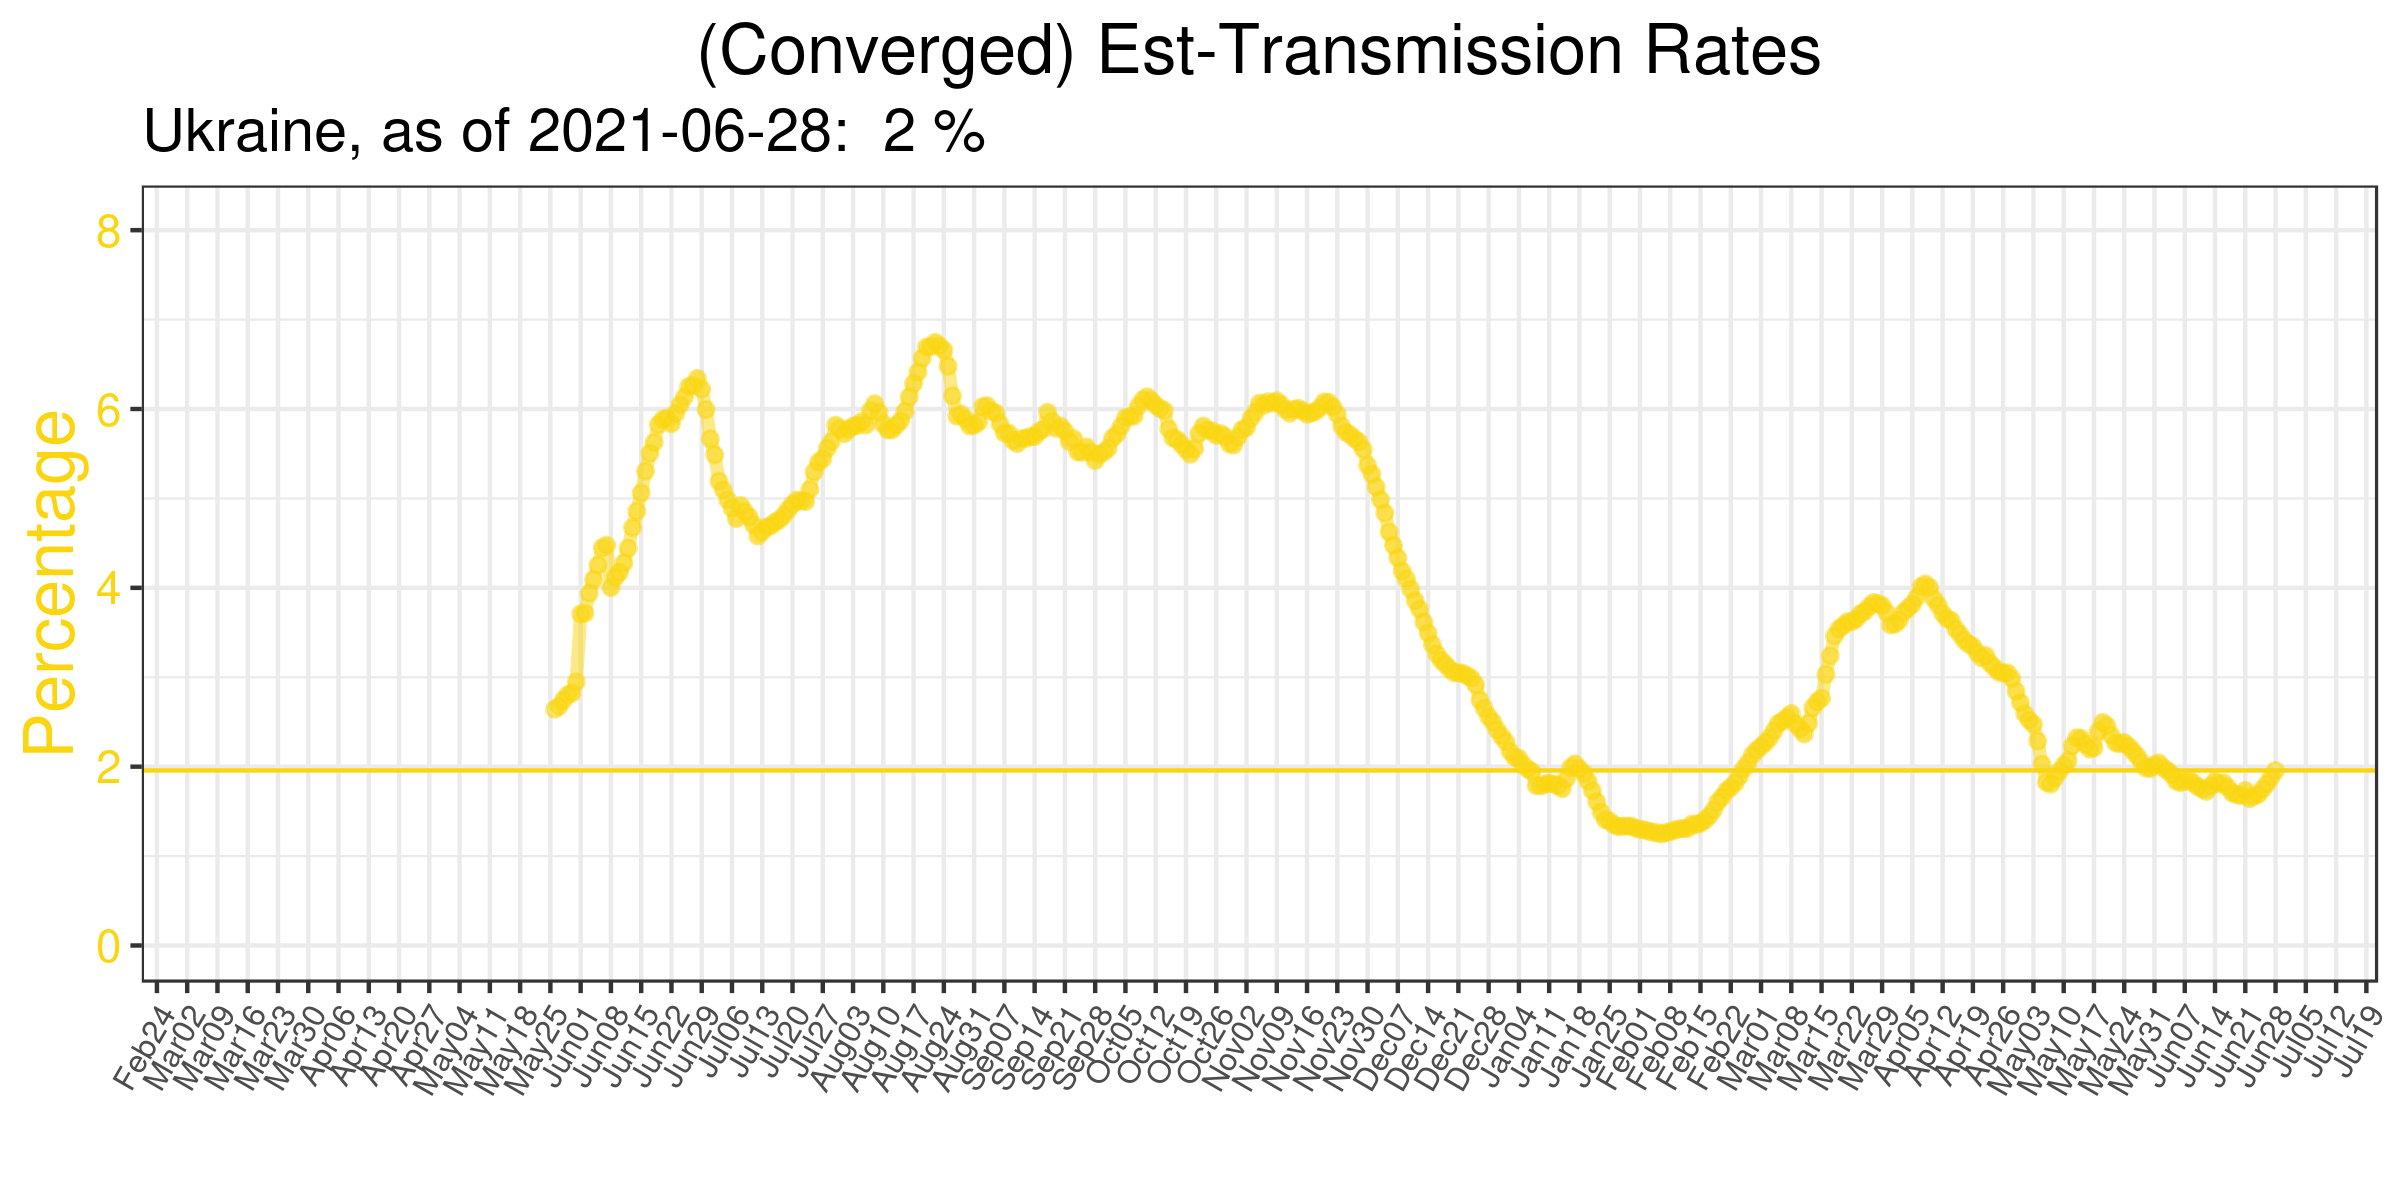 (Converged) Est-Transmission Rates
Ukraine, as of 2021-06-28:  2 %
Percentage
8
6
4
2
0
Feb24
Mar02
Mar09
Mar16
Mar23
Mar30
Apr06
Apr13
Apr20
Apr27
May04
May11
May18
May25
Jun01
Jun08
Jun15
Jun22
Jun29
Jul06
Jul13
Jul20
Jul27
Aug03
Aug10
Aug17
Aug24
Aug31
Sep07
Sep14
Sep21
Sep28
Oct05
Oct12
Oct19
Oct26
Nov02
Nov09
Nov16
Nov23
Nov30
Dec07
Dec14
Dec21
Dec28
Jan04
Jan11
Jan18
Jan25
Feb01
Feb08
Feb15
Feb22
Mar01
Mar08
Mar15
Mar22
Mar29
Apr05
Apr12
Apr19
Apr26
May03
May10
May17
May24
May31
Jun07
Jun14
Jun21
Jun28
Jul05
Jul12
Jul19